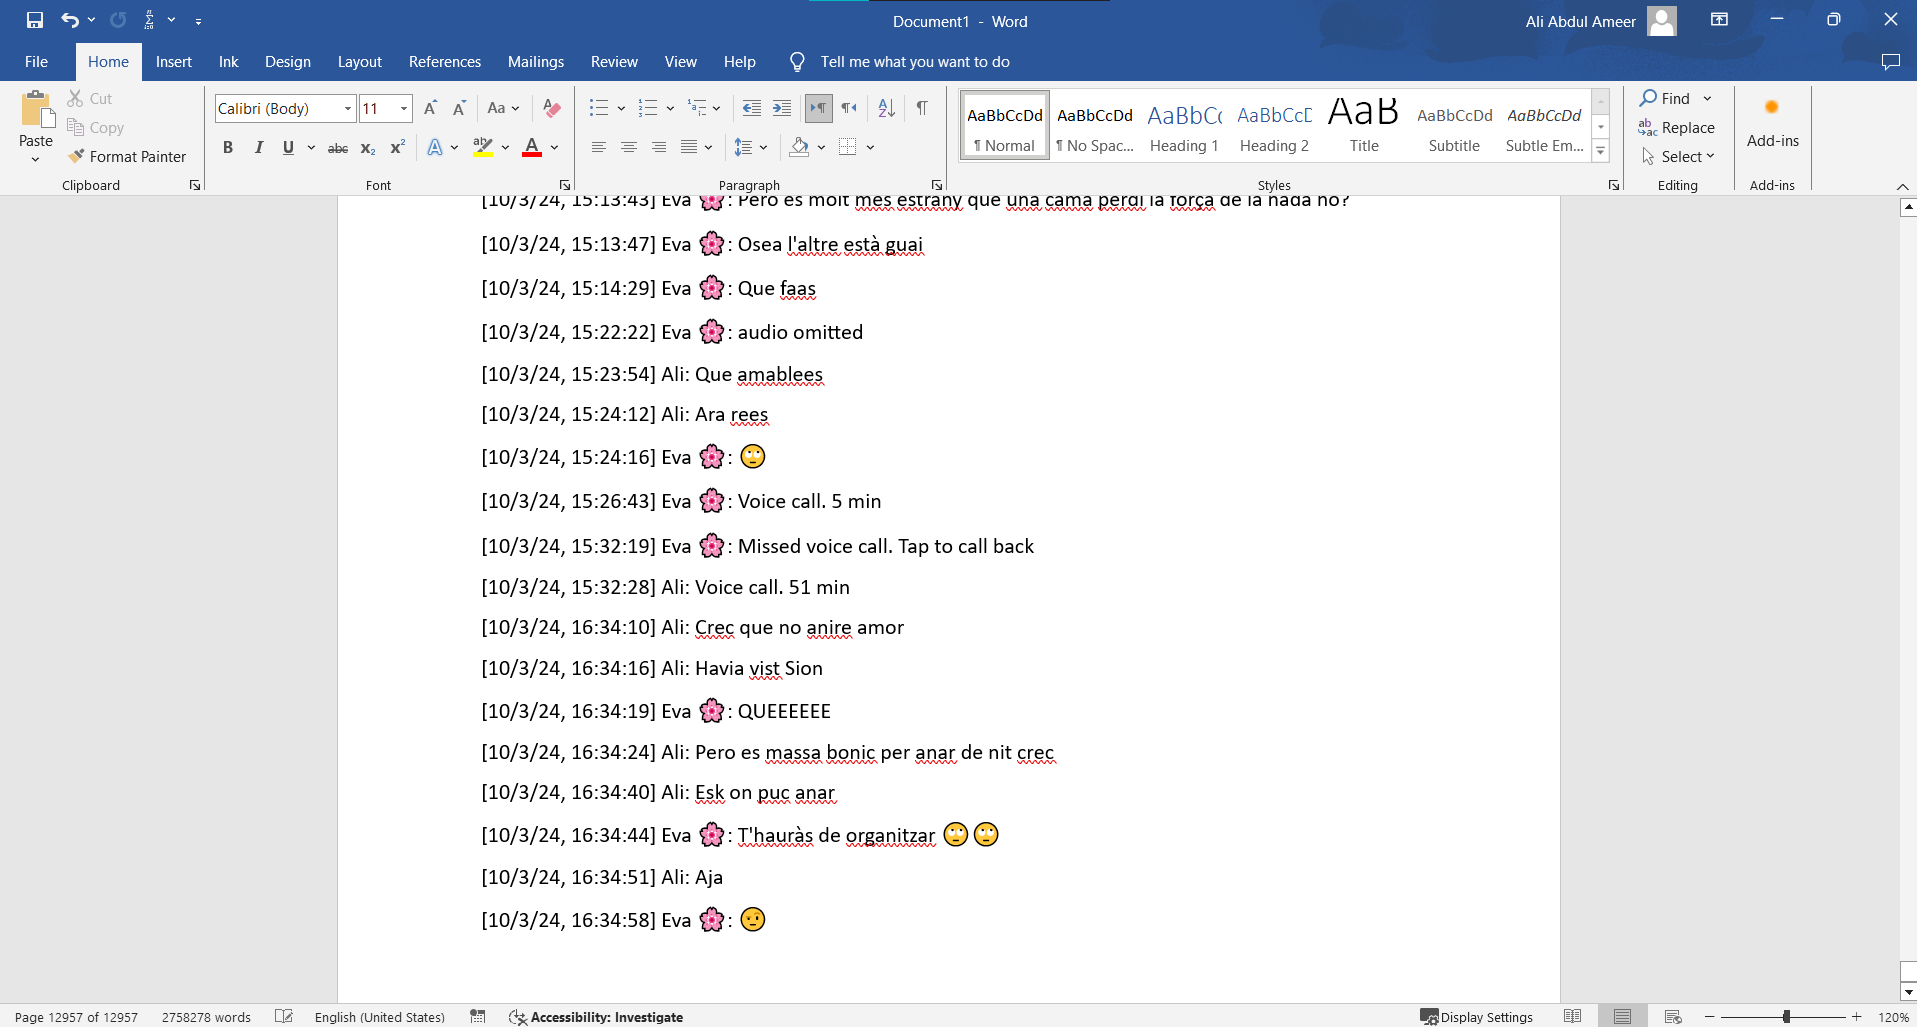 Document1 - Word
Ali Abdul Ameer
File Home Insert Ink Design Layout References Mailings Review View Help Tell me what you want to do
Paste
Cut
Copy
Format Painter
Clipboard
Calibri (Body) 11
Font
Paragraph
AaBbCcDd AaBbCcDd AaBbCc AaBbCcD AaB AaBbCcDd AaBbCcDd
¶ Normal ¶ No Spac... Heading 1 Heading 2 Title Subtitle Subtle Em...
Styles
Find
Replace
Select
Editing
Add-ins
Add-ins
[10/3/24, 15:13:43] Eva 🌸: Pero es molt més estrany que una cama perdi la força de la nada no?
[10/3/24, 15:13:47] Eva 🌸: Osea l'altre està guai
[10/3/24, 15:14:29] Eva 🌸: Que faas
[10/3/24, 15:22:22] Eva 🌸: audio omitted
[10/3/24, 15:23:54] Ali: Que amablees
[10/3/24, 15:24:12] Ali: Ara rees
[10/3/24, 15:24:16] Eva 🌸: 🙄
[10/3/24, 15:26:43] Eva 🌸: Voice call. 5 min
[10/3/24, 15:32:19] Eva 🌸: Missed voice call. Tap to call back
[10/3/24, 15:32:28] Ali: Voice call. 51 min
[10/3/24, 16:34:10] Ali: Crec que no anire amor
[10/3/24, 16:34:16] Ali: Havia vist Sion
[10/3/24, 16:34:19] Eva 🌸: QUEEEEEE
[10/3/24, 16:34:24] Ali: Pero es massa bonic per anar de nit crec
[10/3/24, 16:34:40] Ali: Esk on puc anar
[10/3/24, 16:34:44] Eva 🌸: T'hauràs de organitzar 🙄🙄
[10/3/24, 16:34:51] Ali: Aja
[10/3/24, 16:34:58] Eva 🌸: 🤨
Page 12957 of 12957 2758278 words English (United States) Accessibility: Investigate Display Settings 120%